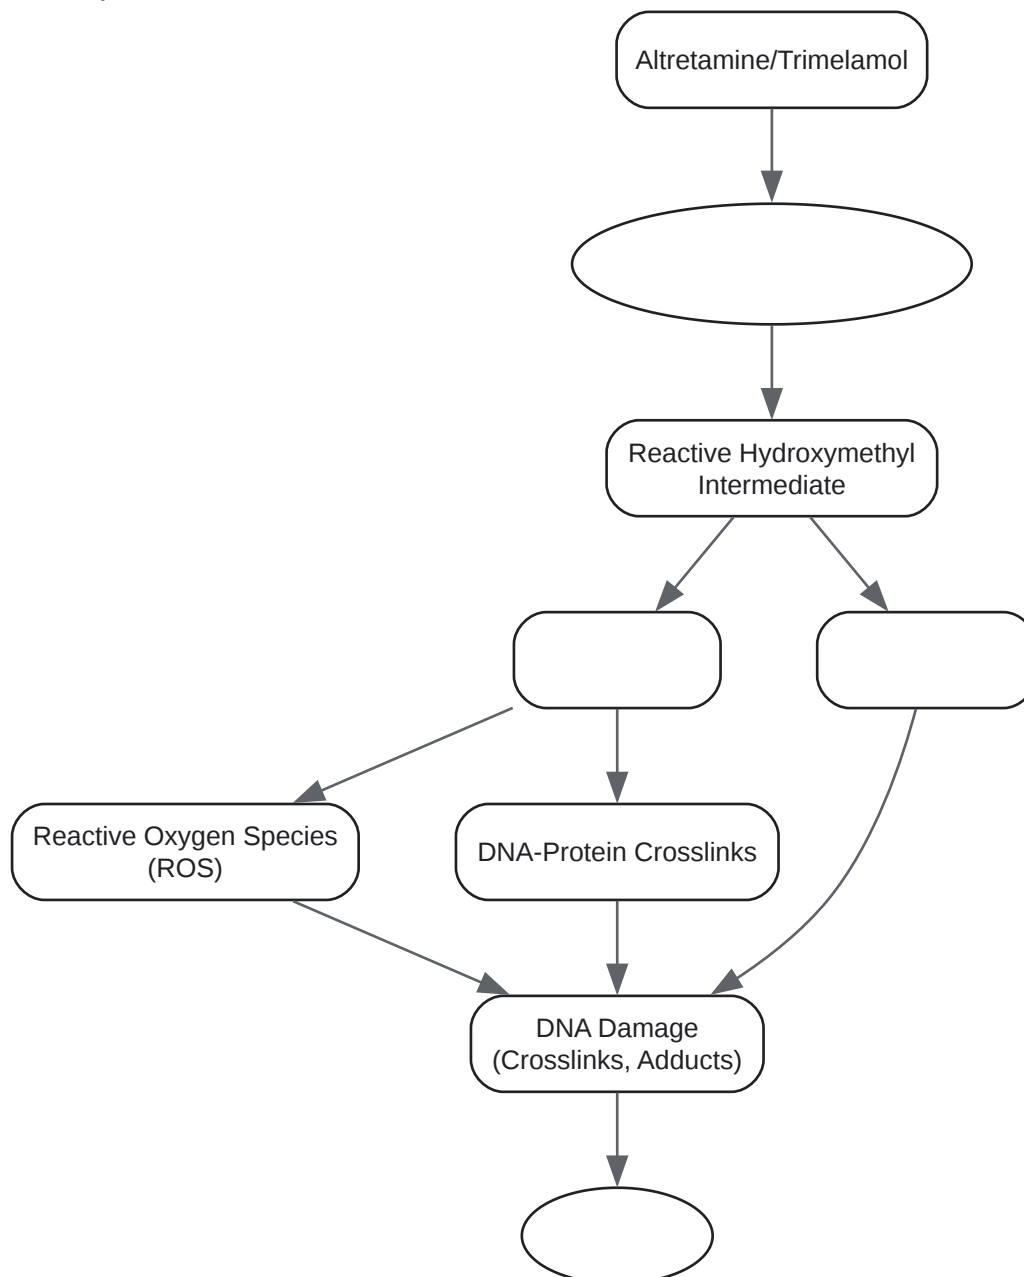 Altretamine/Trimelamol
Reactive Hydroxymethyl
Intermediate
Reactive Oxygen Species
(ROS)
DNA-Protein Crosslinks
DNA Damage
(Crosslinks, Adducts)